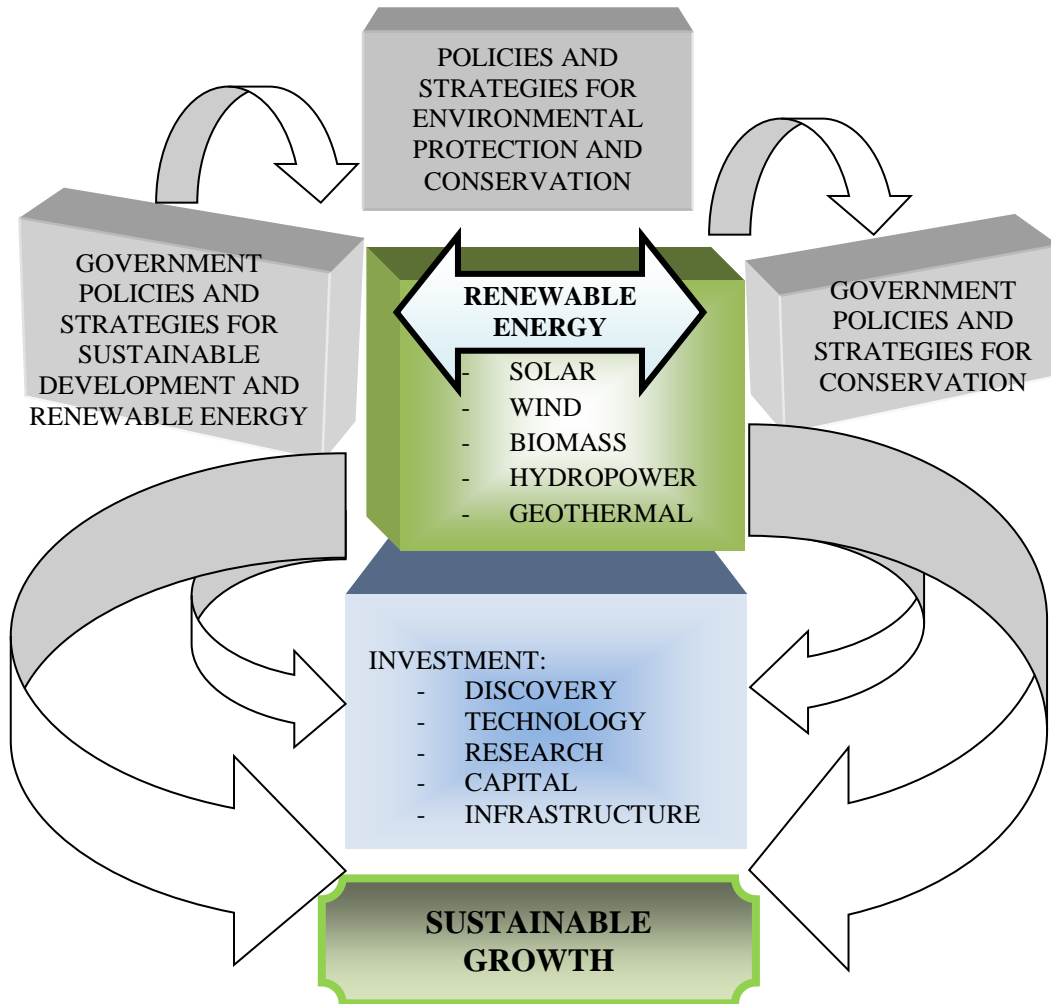 POLICIES AND
STRATEGIES FOR
ENVIRONMENTAL
PROTECTION AND
CONSERVATION
GOVERNMENT
POLICIES AND
STRATEGIES FOR
SUSTAINABLE
DEVELOPMENT AND
RENEWABLE ENERGY
RENEWABLE
ENERGY
- SOLAR
- WIND
- BIOMASS
- HYDROPOWER
- GEOTHERMAL
GOVERNMENT
POLICIES AND
STRATEGIES FOR
CONSERVATION
INVESTMENT:
- DISCOVERY
- TECHNOLOGY
- RESEARCH
- CAPITAL
- INFRASTRUCTURE
SUSTAINABLE
GROWTH